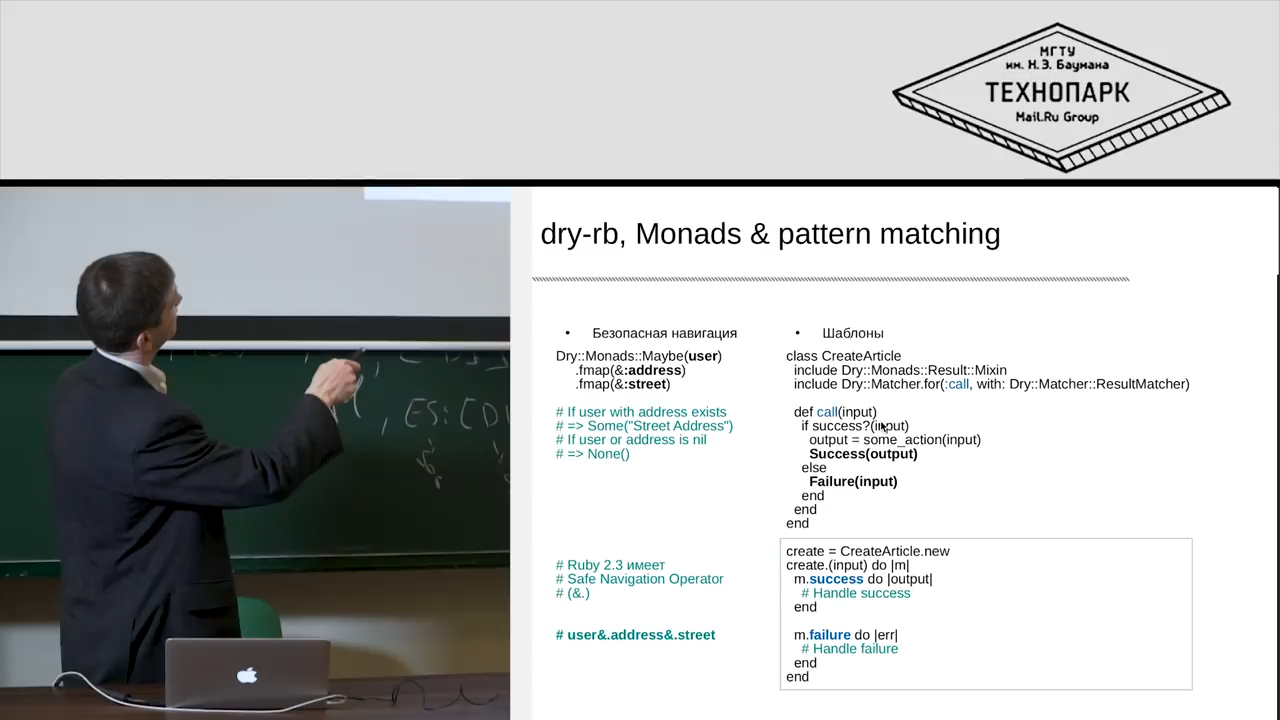 МГТУ
им. Н.Э. Баумана
ТЕХНОПАРК
Mail.Ru Group
dry-rb, Monads & pattern matching
• Безопасная навигация
Dry::Monads::Maybe(user)
.fmap(&:address)
.fmap(&:street)
# If user with address exists
# => Some("Street Address")
# If user or address is nil
# => None()
# Ruby 2.3 имеет
# Safe Navigation Operator
# (&.)
# user&.address&.street
• Шаблоны
class CreateArticle
include Dry::Monads::Result::Mixin
include Dry::Matcher.for(:call, with: Dry::Matcher::ResultMatcher)
def call(input)
if success?(input)
output = some_action(input)
Success(output)
else
Failure(input)
end
end
end
create = CreateArticle.new
create.(input) do |m|
m.success do |output|
# Handle success
end
m.failure do |err|
# Handle failure
end
end